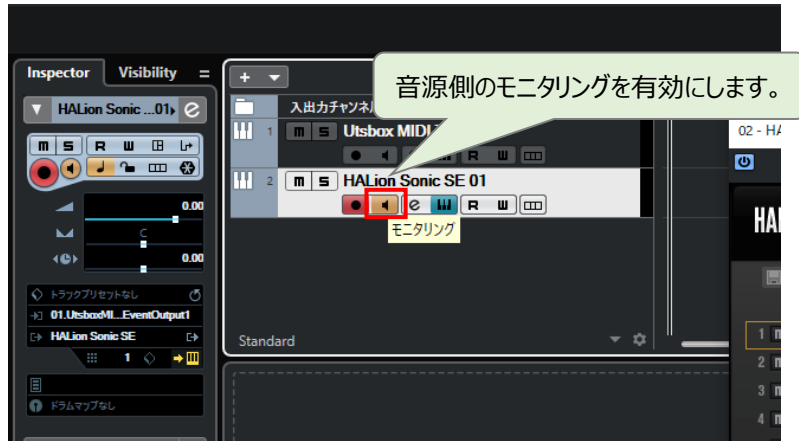 Inspector Visibility
音源側のモニタリングを有効にします。
HALion Sonic ...01
m S R W
入出力チャンネル
1 m S Utsbox MIDI
R W
02 - HA
2 m S HALion Sonic SE 01
e R W
モニタリング
0.00
C
0.00
HAL
トラックプリセットなし
01.UtsboxMI...EventOutput1
HALion Sonic SE
1
Standard
ドラムマップなし
1
2
3
4